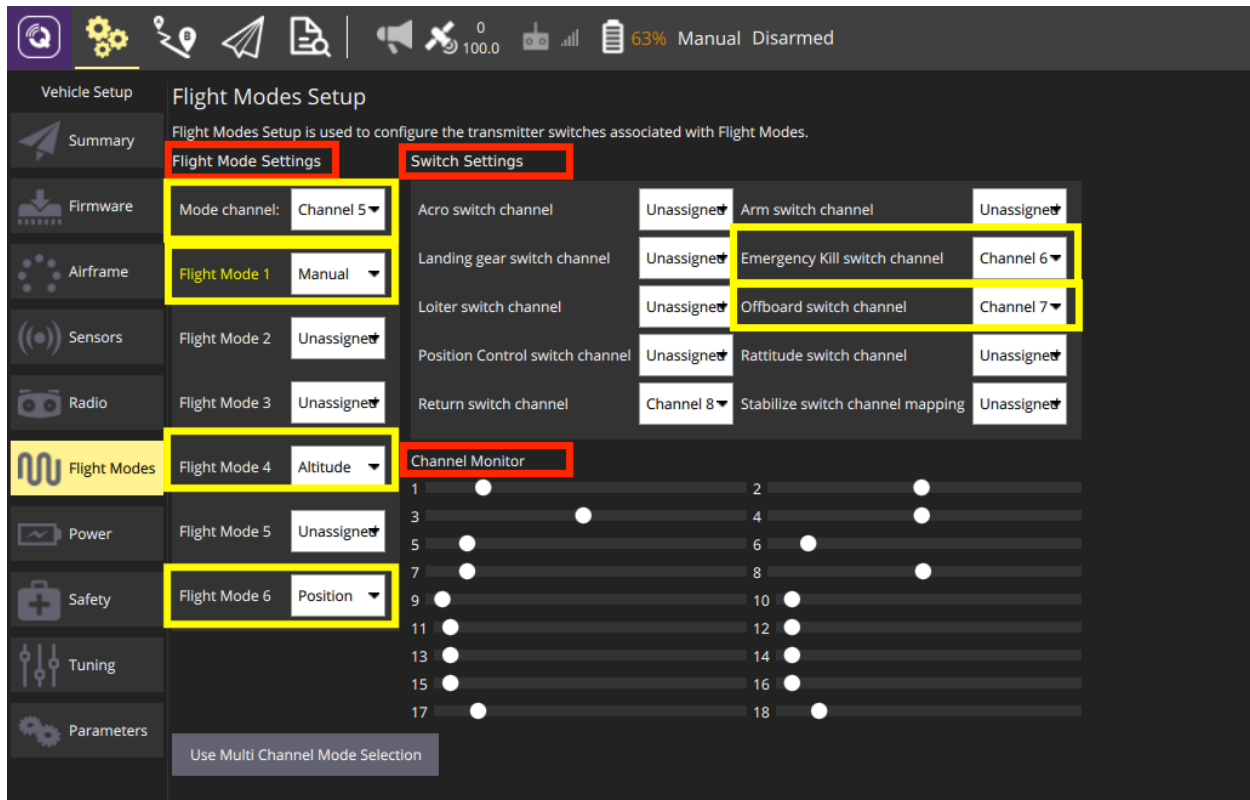 0
100.0
63% Manual Disarmed
Vehicle Setup
Summary
Firmware
Airframe
Sensors
Radio
Flight Modes
Power
Safety
Tuning
Parameters
Flight Modes Setup
Flight Modes Setup is used to configure the transmitter switches associated with Flight Modes.
Flight Mode Settings
Mode channel: Channel 5
Flight Mode 1 Manual
Flight Mode 2 Unassigned
Flight Mode 3 Unassigned
Flight Mode 4 Altitude
Flight Mode 5 Unassigned
Flight Mode 6 Position
Switch Settings
Acro switch channel Unassigned Arm switch channel Unassigned
Landing gear switch channel Unassigned Emergency Kill switch channel Channel 6
Loiter switch channel Unassigned Offboard switch channel Channel 7
Position Control switch channel Unassigned Rattitude switch channel Unassigned
Return switch channel Channel 8 Stabilize switch channel mapping Unassigned
Channel Monitor
1 2
3 4
5 6
7 8
9 10
11 12
13 14
15 16
17 18
Use Multi Channel Mode Selection